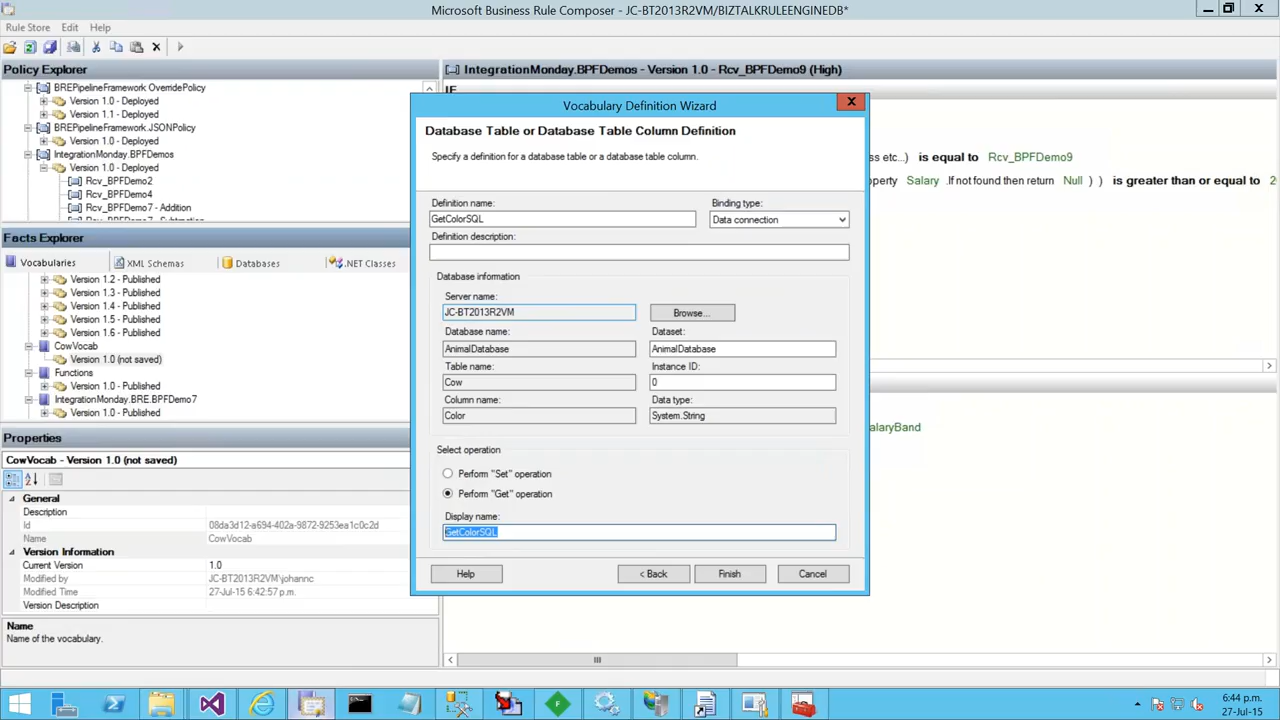 Microsoft Business Rule Composer - JC-BT2013R2VM/BIZTALKRULEENGINEDB*
Rule Store Edit Help
Policy Explorer
BREPipelineFramework.OverridePolicy
Version 1.0 - Deployed
Version 1.1 - Deployed
BREPipelineFramework.JSONPolicy
Version 1.0 - Deployed
IntegrationMonday.BPFDemos
Version 1.0 - Deployed
Rcv_BPFDemo2
Rcv_BPFDemo4
Rcv_BPFDemo7 - Addition
Rcv_BPFDemo7 - Subtraction
Facts Explorer
Vocabularies XML Schemas Databases .NET Classes
Version 1.2 - Published
Version 1.3 - Published
Version 1.4 - Published
Version 1.5 - Published
Version 1.6 - Published
CowVocab
Version 1.0 (not saved)
Functions
Version 1.0 - Published
IntegrationMonday.BRE.BPFDemo7
Version 1.0 - Published
Properties
CowVocab - Version 1.0 (not saved)
General
Description
Id 08da3d12-a694-402a-9872-9253ea1c0c2d
Name CowVocab
Version Information
Current Version 1.0
Modified by JC-BT2013R2VM\johannc
Modified Time 27-Jul-15 6:42:57 p.m.
Version Description
Name
Name of the vocabulary.
IntegrationMonday.BPFDemos - Version 1.0 - Rcv_BPFDemo9 (High)
IF
ss etc...) is equal to Rcv_BPFDemo9
operty Salary .If not found then return Null ) ) is greater than or equal to 2
alaryBand
Vocabulary Definition Wizard
Database Table or Database Table Column Definition
Specify a definition for a database table or a database table column.
Definition name: Binding type:
GetColorSQL Data connection
Definition description:
Database information
Server name:
JC-BT2013R2VM Browse...
Database name: Dataset:
AnimalDatabase AnimalDatabase
Table name: Instance ID:
Cow 0
Column name: Data type:
Color System.String
Select operation
Perform "Set" operation
Perform "Get" operation
Display name:
GetColorSQL
Help < Back Finish Cancel
6:44 p.m.
27-Jul-15